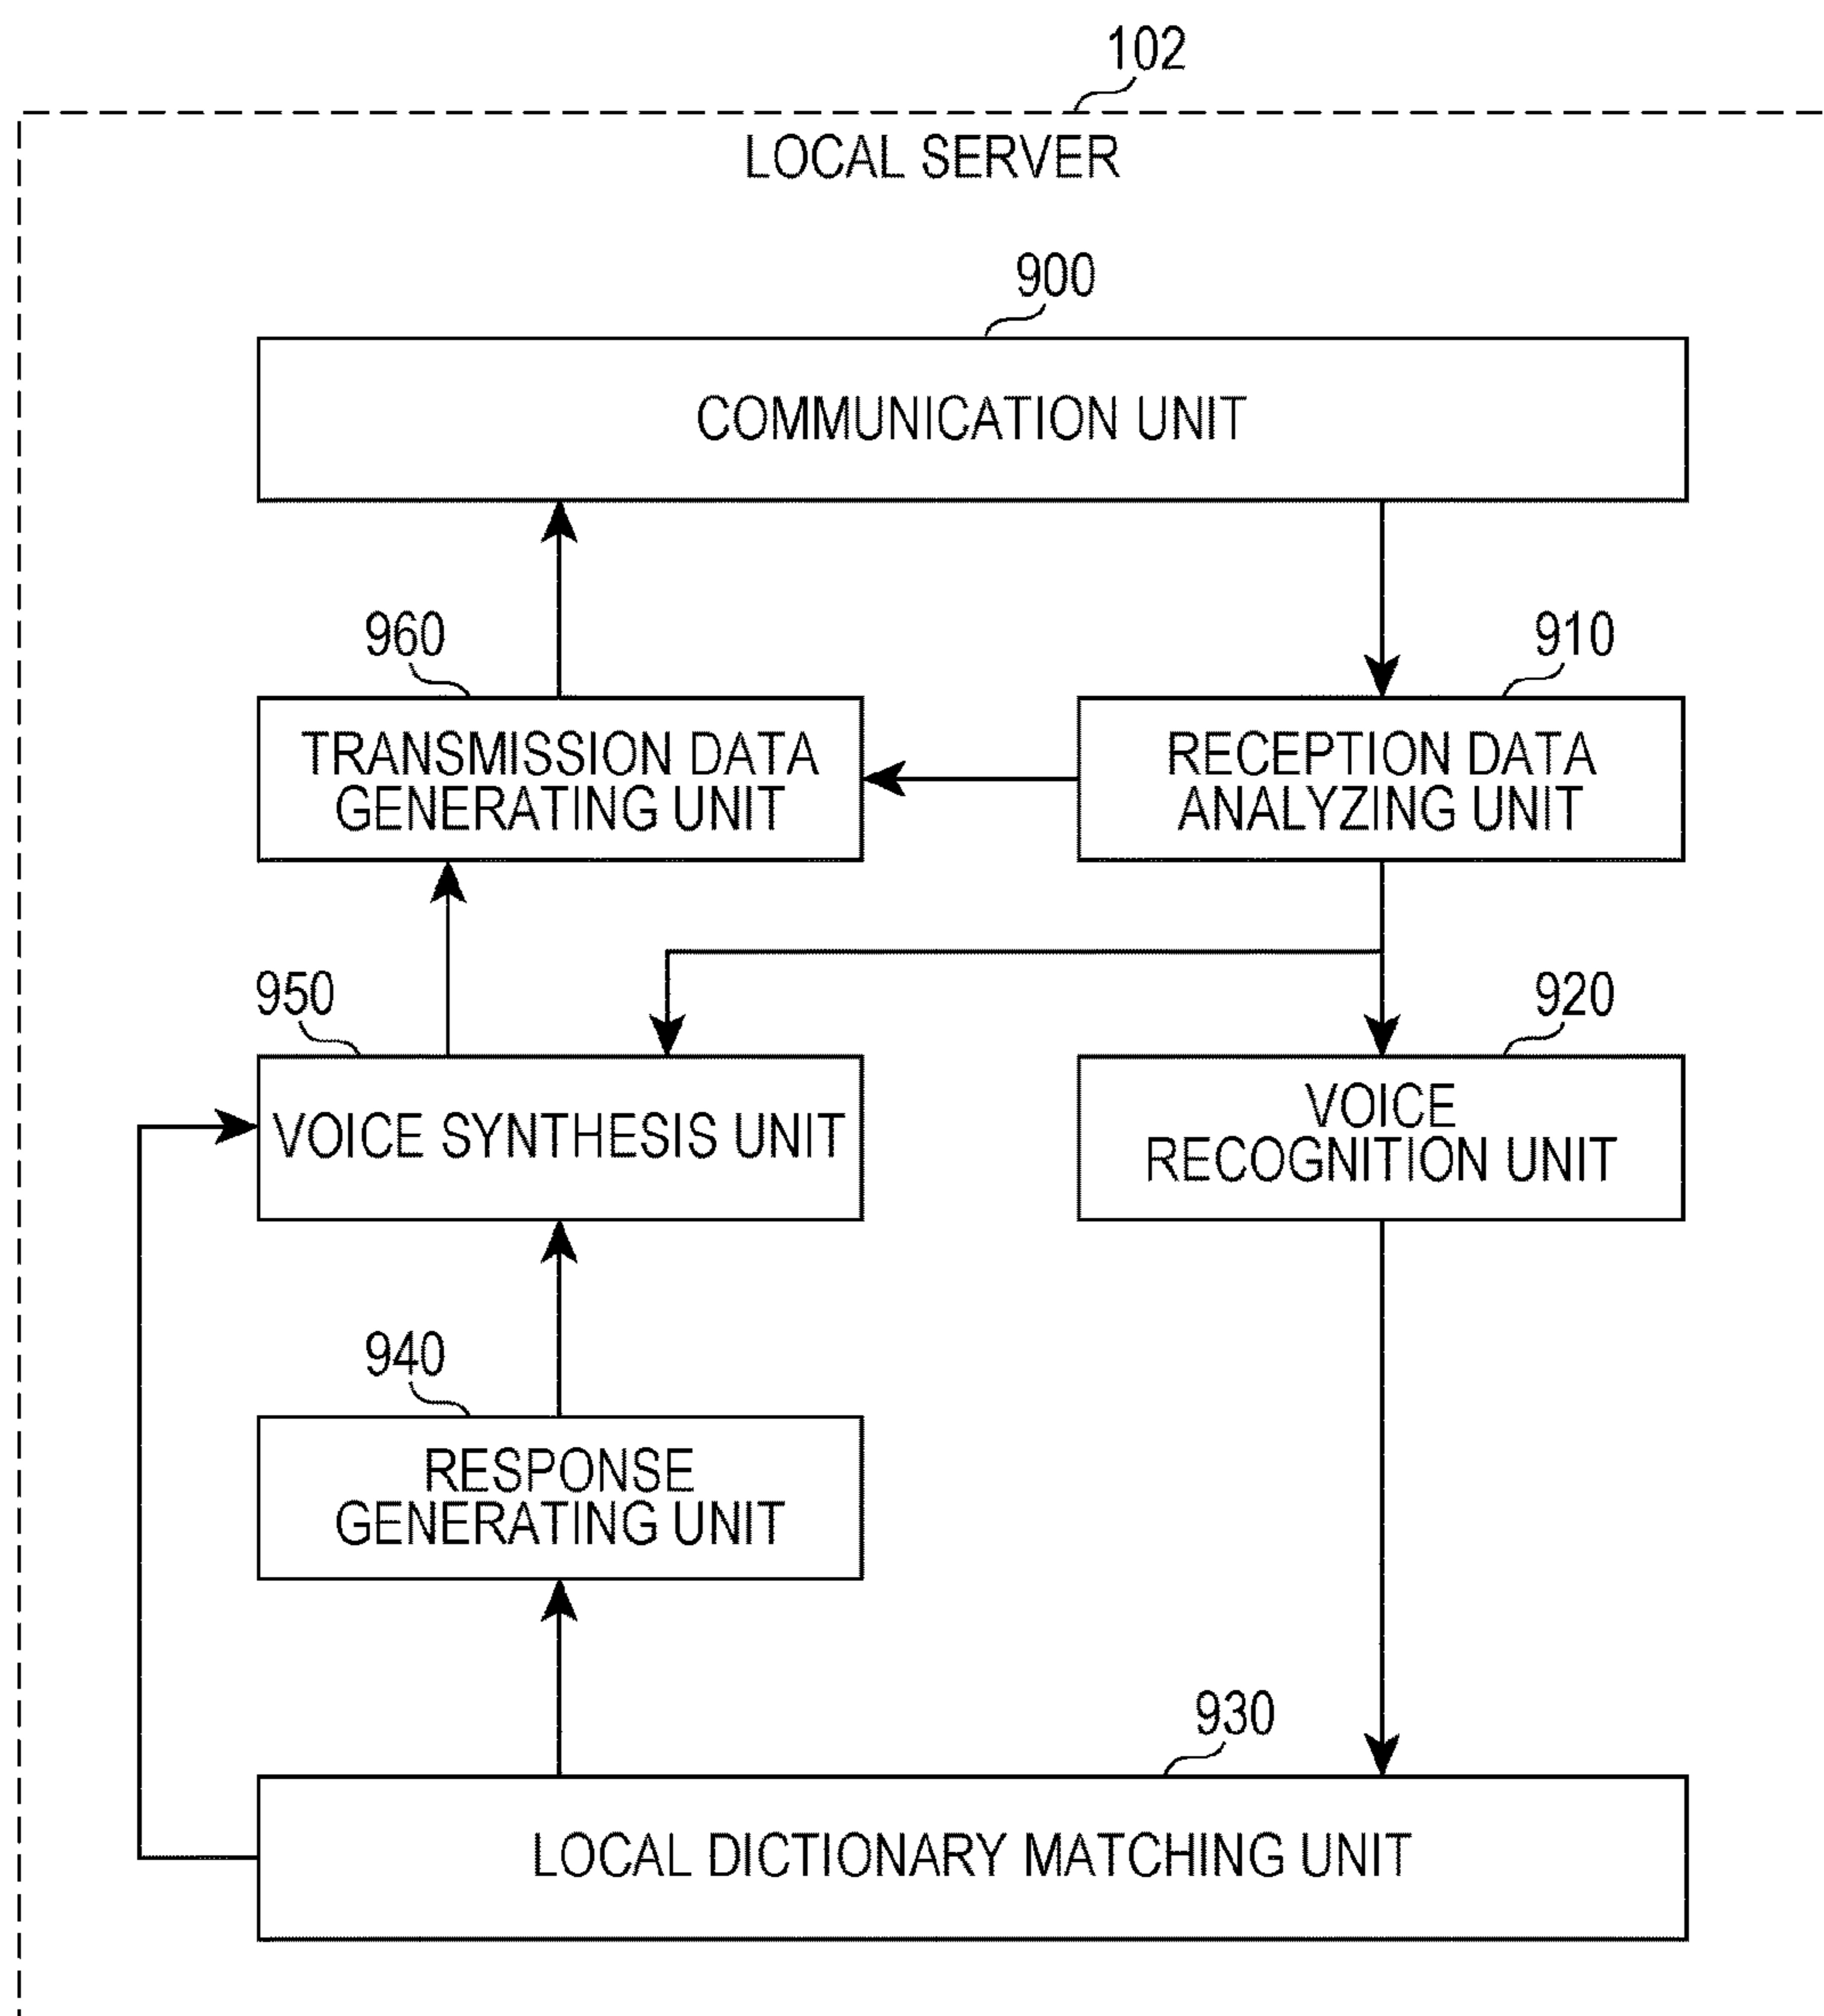 102
LOCAL SERVER
900
COMMUNICATION UNIT
960
910
TRANSMISSION DATA
GENERATING UNIT
RECEPTION DATA
ANALYZING UNIT
950
920
VOICE SYNTHESIS UNIT
VOICE
RECOGNITION UNIT
940
RESPONSE
GENERATING UNIT
930
LOCAL DICTIONARY MATCHING UNIT